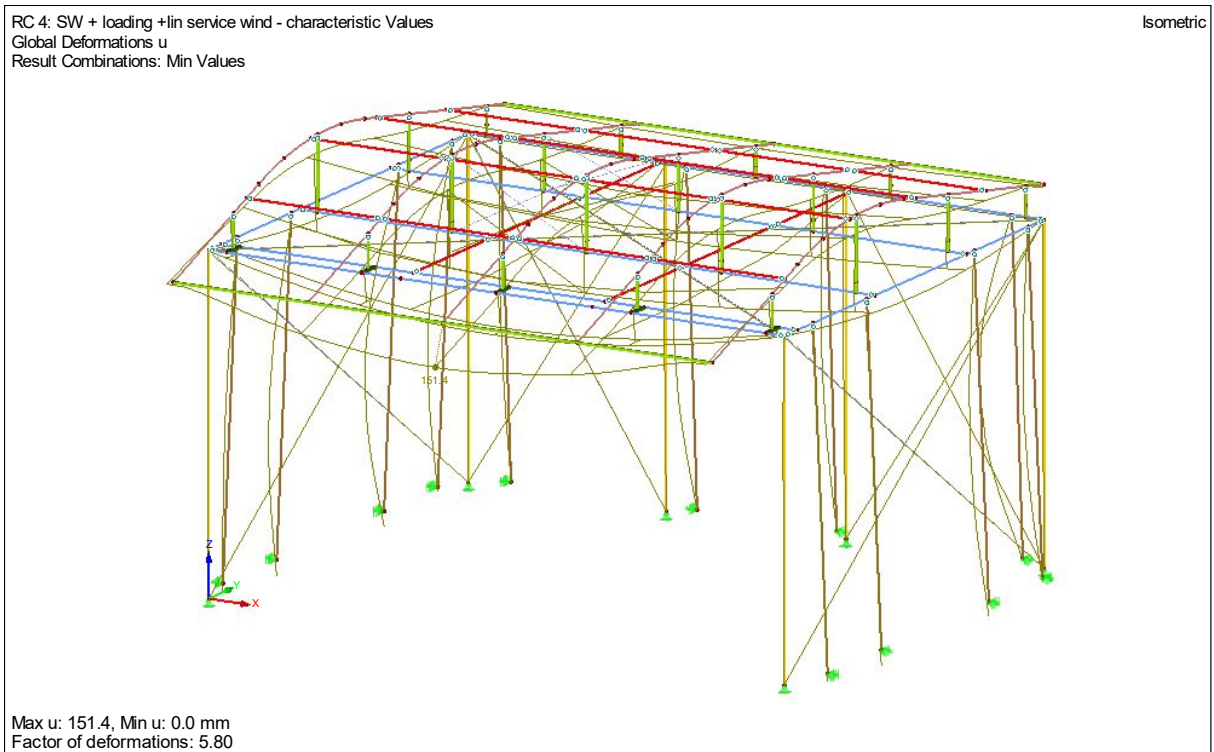 RC 4: SW + loading +lin service wind - characteristic Values
Isometric
Global Deformations u
Result Combinations: Min Values
151.4
Z
Y
X
Max u: 151.4, Min u: 0.0 mm
Factor of deformations: 5.80